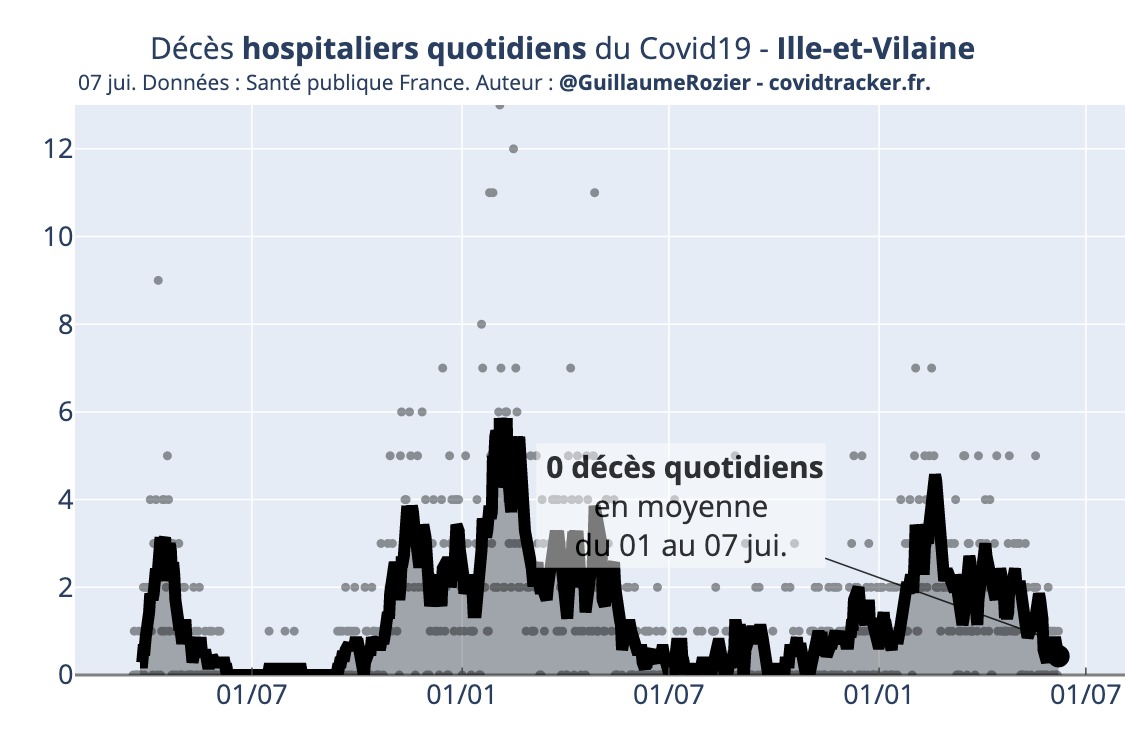 Décès hospitaliers quotidiens du Covid19 - Ille-et-Vilaine
07 jui. Données : Santé publique France. Auteur : @GuillaumeRozier - covidtracker.fr.
12
10
8
6
4
2
0
0 décès quotidiens
en moyenne
du 01 au 07 jui.
01/07 01/01 01/07 01/01 01/07